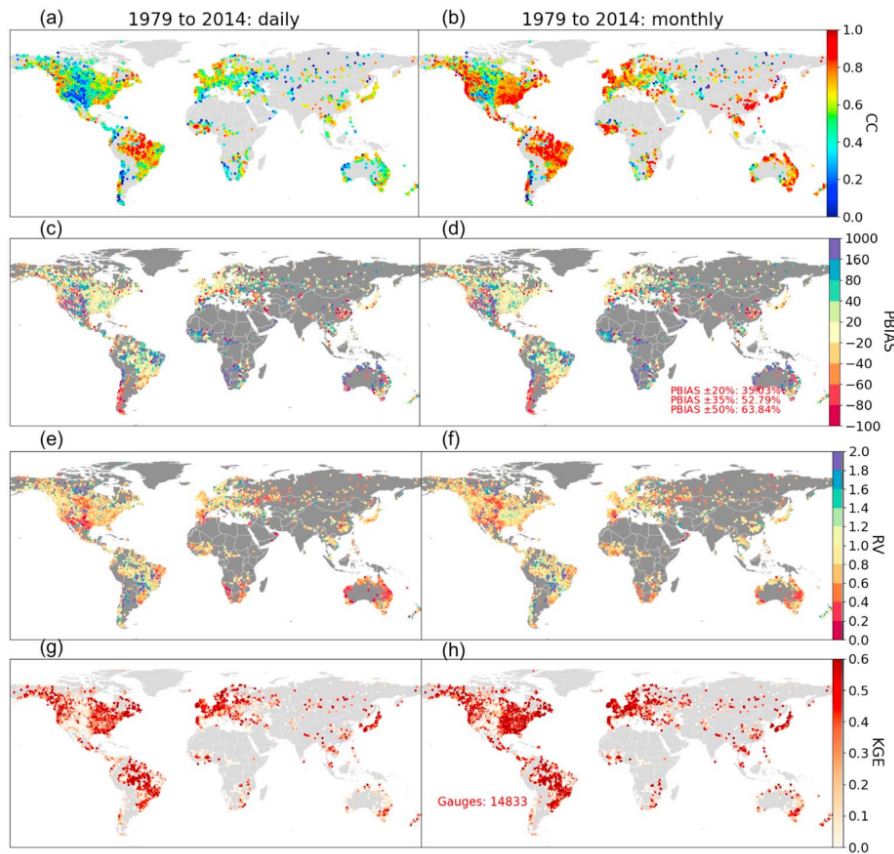 (a) 1979 to 2014: daily
(b) 1979 to 2014: monthly
1.0
0.8
0.6
0.4
0.2
0.0
CC
(c)
(d)
1000
160
80
40
20
−20
−40
−60
−80
−100
PBIAS
PBIAS ±20%: 35.03%
PBIAS ±35%: 52.79%
PBIAS ±50%: 63.84%
(e)
(f)
2.0
1.8
1.6
1.4
1.2
1.0
0.8
0.6
0.4
0.2
0.0
RV
(g)
(h)
0.6
0.5
0.4
0.3
0.2
0.1
0.0
KGE
Gauges: 14833